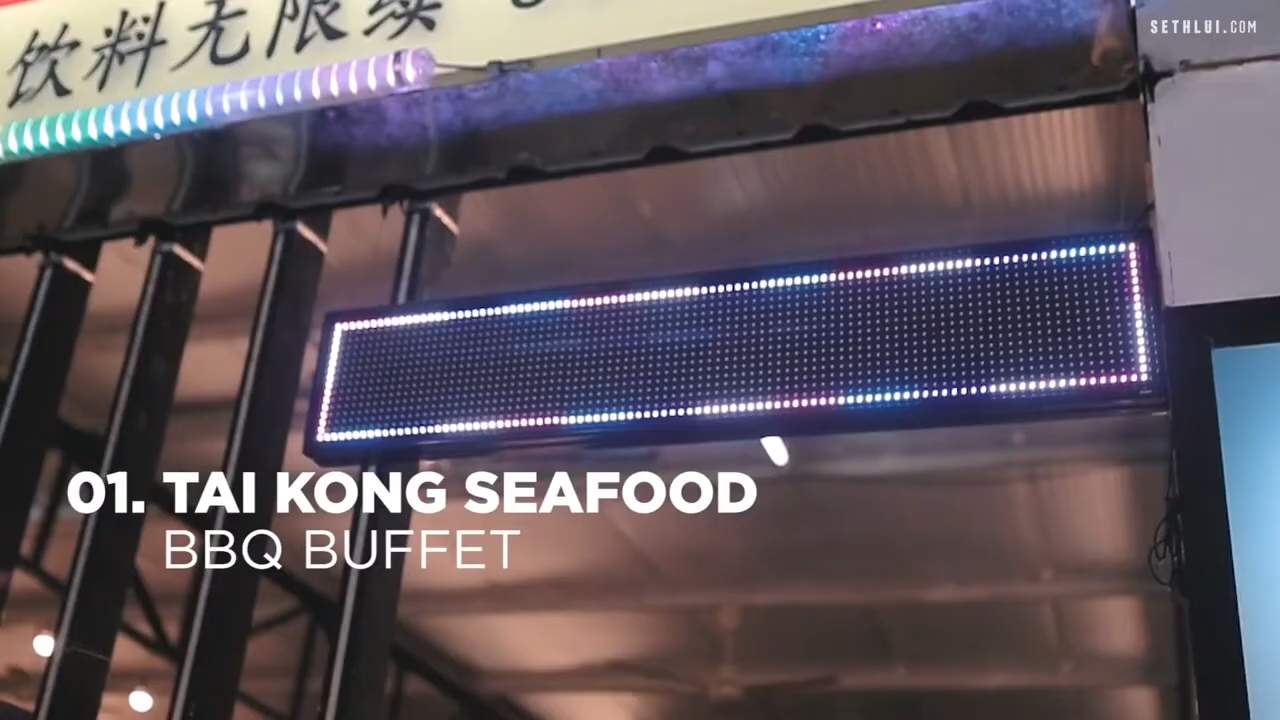 SETHLUI.COM
饮料无限续
01. TAI KONG SEAFOOD
BBQ BUFFET